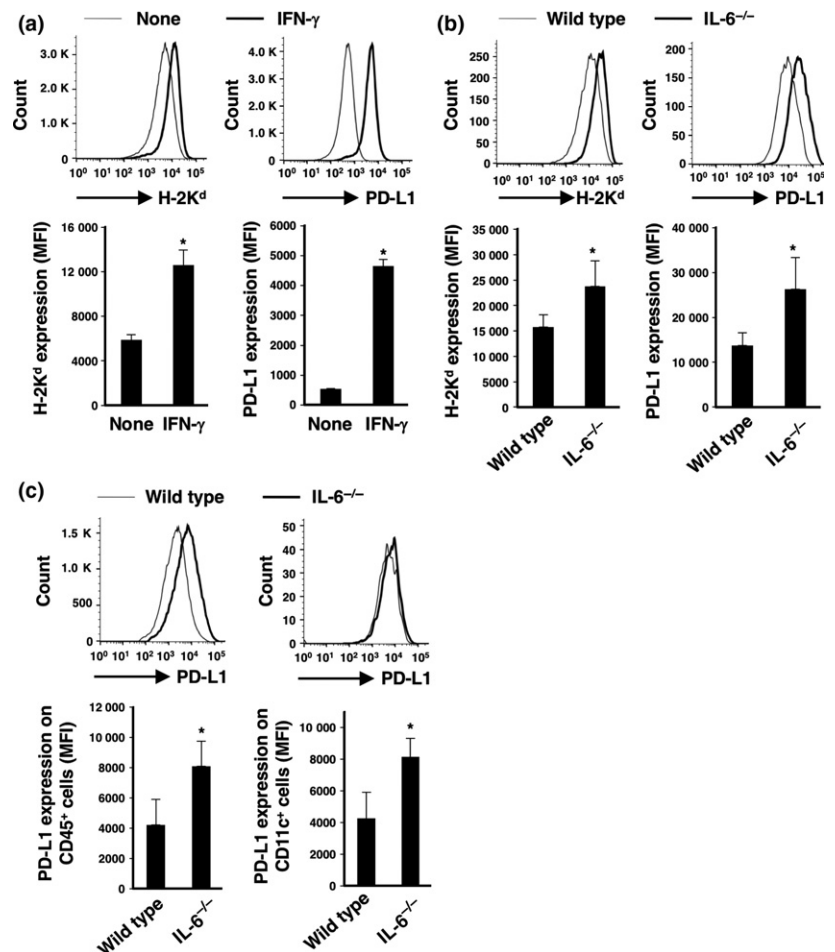 (a)
None IFN-γ
Count
3.0 K
2.0 K
1.0 K
0
10⁰ 10¹ 10² 10³ 10⁴ 10⁵
H-2Kᵈ
Count
4.0 K
3.0 K
2.0 K
1.0 K
0
10⁰ 10¹ 10² 10³ 10⁴ 10⁵
PD-L1
H-2Kᵈ expression (MFI)
16 000
12 000
8000
4000
0
*
None IFN-γ
PD-L1 expression (MFI)
6000
5000
4000
3000
2000
1000
0
*
None IFN-γ
(b)
Wild type IL-6⁻/⁻
Count
250
200
150
100
50
0
10⁰ 10¹ 10² 10³ 10⁴ 10⁵
H-2Kᵈ
Count
200
150
100
50
0
10⁰ 10¹ 10² 10³ 10⁴ 10⁵
PD-L1
H-2Kᵈ expression (MFI)
35 000
30 000
25 000
20 000
15 000
10 000
5 000
0
*
Wild type IL-6⁻/⁻
PD-L1 expression (MFI)
40 000
30 000
20 000
10 000
0
*
Wild type IL-6⁻/⁻
(c)
Wild type IL-6⁻/⁻
Count
1.5 K
1.0 K
500
0
10⁰ 10¹ 10² 10³ 10⁴ 10⁵
PD-L1
Count
50
40
30
20
10
0
10⁰ 10¹ 10² 10³ 10⁴ 10⁵
PD-L1
PD-L1 expression on
CD45⁺ cells (MFI)
12 000
10 000
8000
6000
4000
2000
0
*
Wild type IL-6⁻/⁻
PD-L1 expression on
CD11c⁺ cells (MFI)
10 000
8000
6000
4000
2000
0
*
Wild type IL-6⁻/⁻